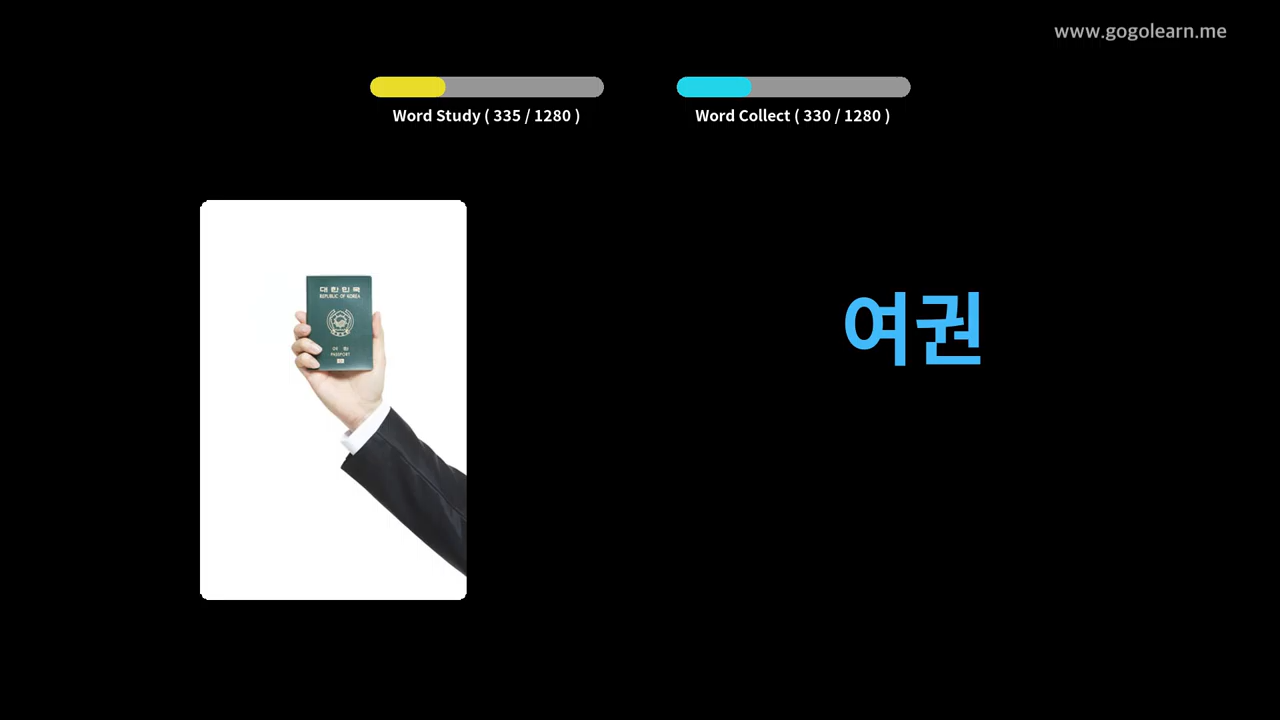 www.gogolearn.me
Word Study ( 335 / 1280 )
Word Collect ( 330 / 1280 )
대한민국
REPUBLIC OF KOREA
여권
PASSPORT
여권